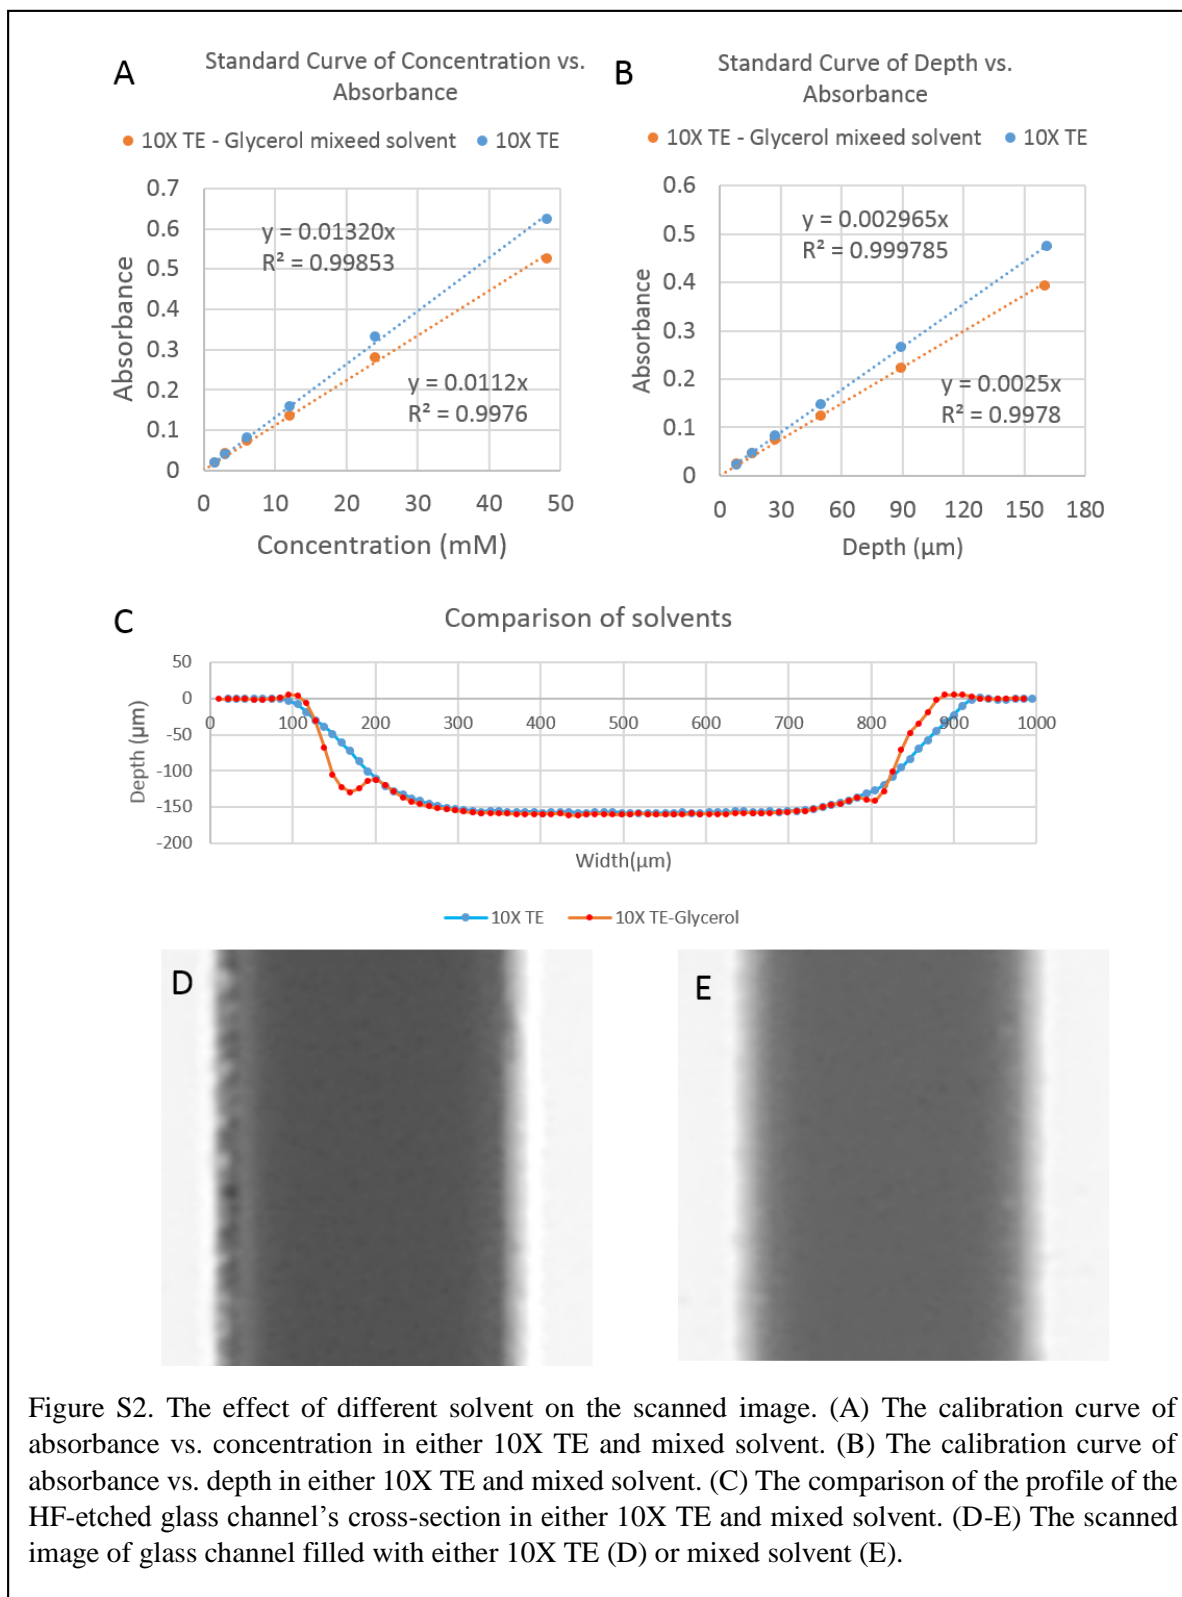 A
Standard Curve of Concentration vs.
Absorbance
10X TE - Glycerol mixeed solvent
10X TE
0.7
0.6
0.5
0.4
0.3
0.2
0.1
0
y = 0.01320x
R² = 0.99853
y = 0.0112x
R² = 0.9976
Absorbance
0
10
20
30
40
50
Concentration (mM)
B
Standard Curve of Depth vs.
Absorbance
10X TE - Glycerol mixeed solvent
10X TE
0.6
0.5
0.4
0.3
0.2
0.1
0
y = 0.002965x
R² = 0.999785
y = 0.0025x
R² = 0.9978
Absorbance
0
30
60
90
120
150
180
Depth (µm)
C
Comparison of solvents
50
0
-50
-100
-150
-200
Depth (µm)
0
100
200
300
400
500
600
700
800
900
1000
Width(µm)
10X TE
10X TE-Glycerol
D
E
Figure S2. The effect of different solvent on the scanned image. (A) The calibration curve of
absorbance vs. concentration in either 10X TE and mixed solvent. (B) The calibration curve of
absorbance vs. depth in either 10X TE and mixed solvent. (C) The comparison of the profile of the
HF-etched glass channel’s cross-section in either 10X TE and mixed solvent. (D-E) The scanned
image of glass channel filled with either 10X TE (D) or mixed solvent (E).